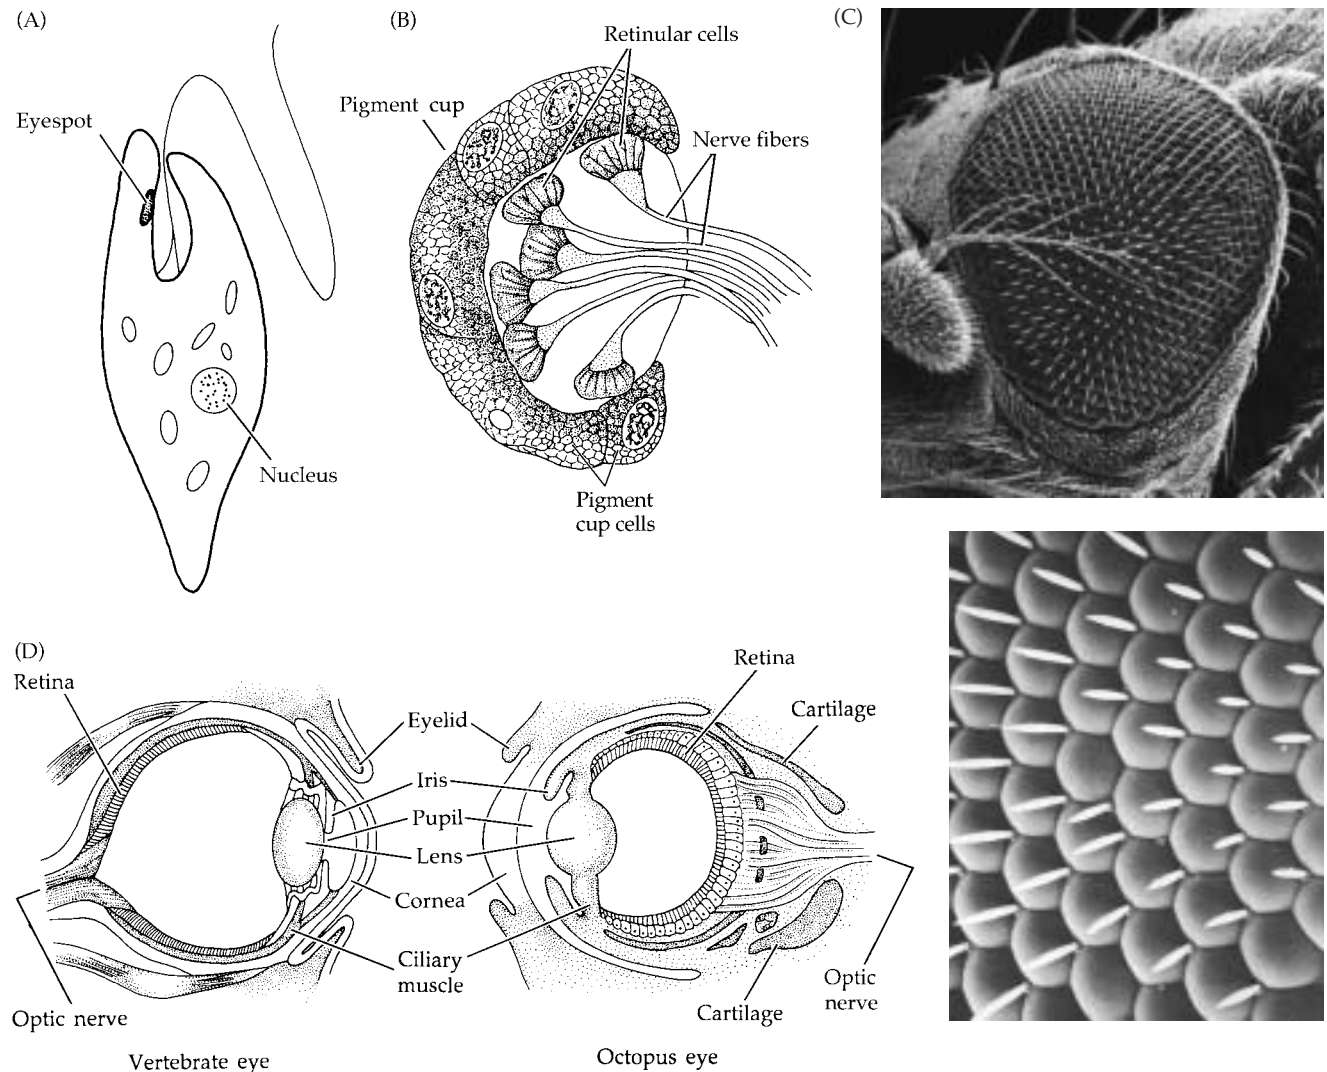 (A)
Eyespot
Nucleus
(B)
Retinular cells
Pigment cup
Nerve fibers
Pigment
cup cells
(C)
(D)
Retina
Eyelid
Iris
Pupil
Lens
Cornea
Ciliary
muscle
Optic nerve
Vertebrate eye
Retina
Cartilage
Cartilage
Optic
nerve
Octopus eye